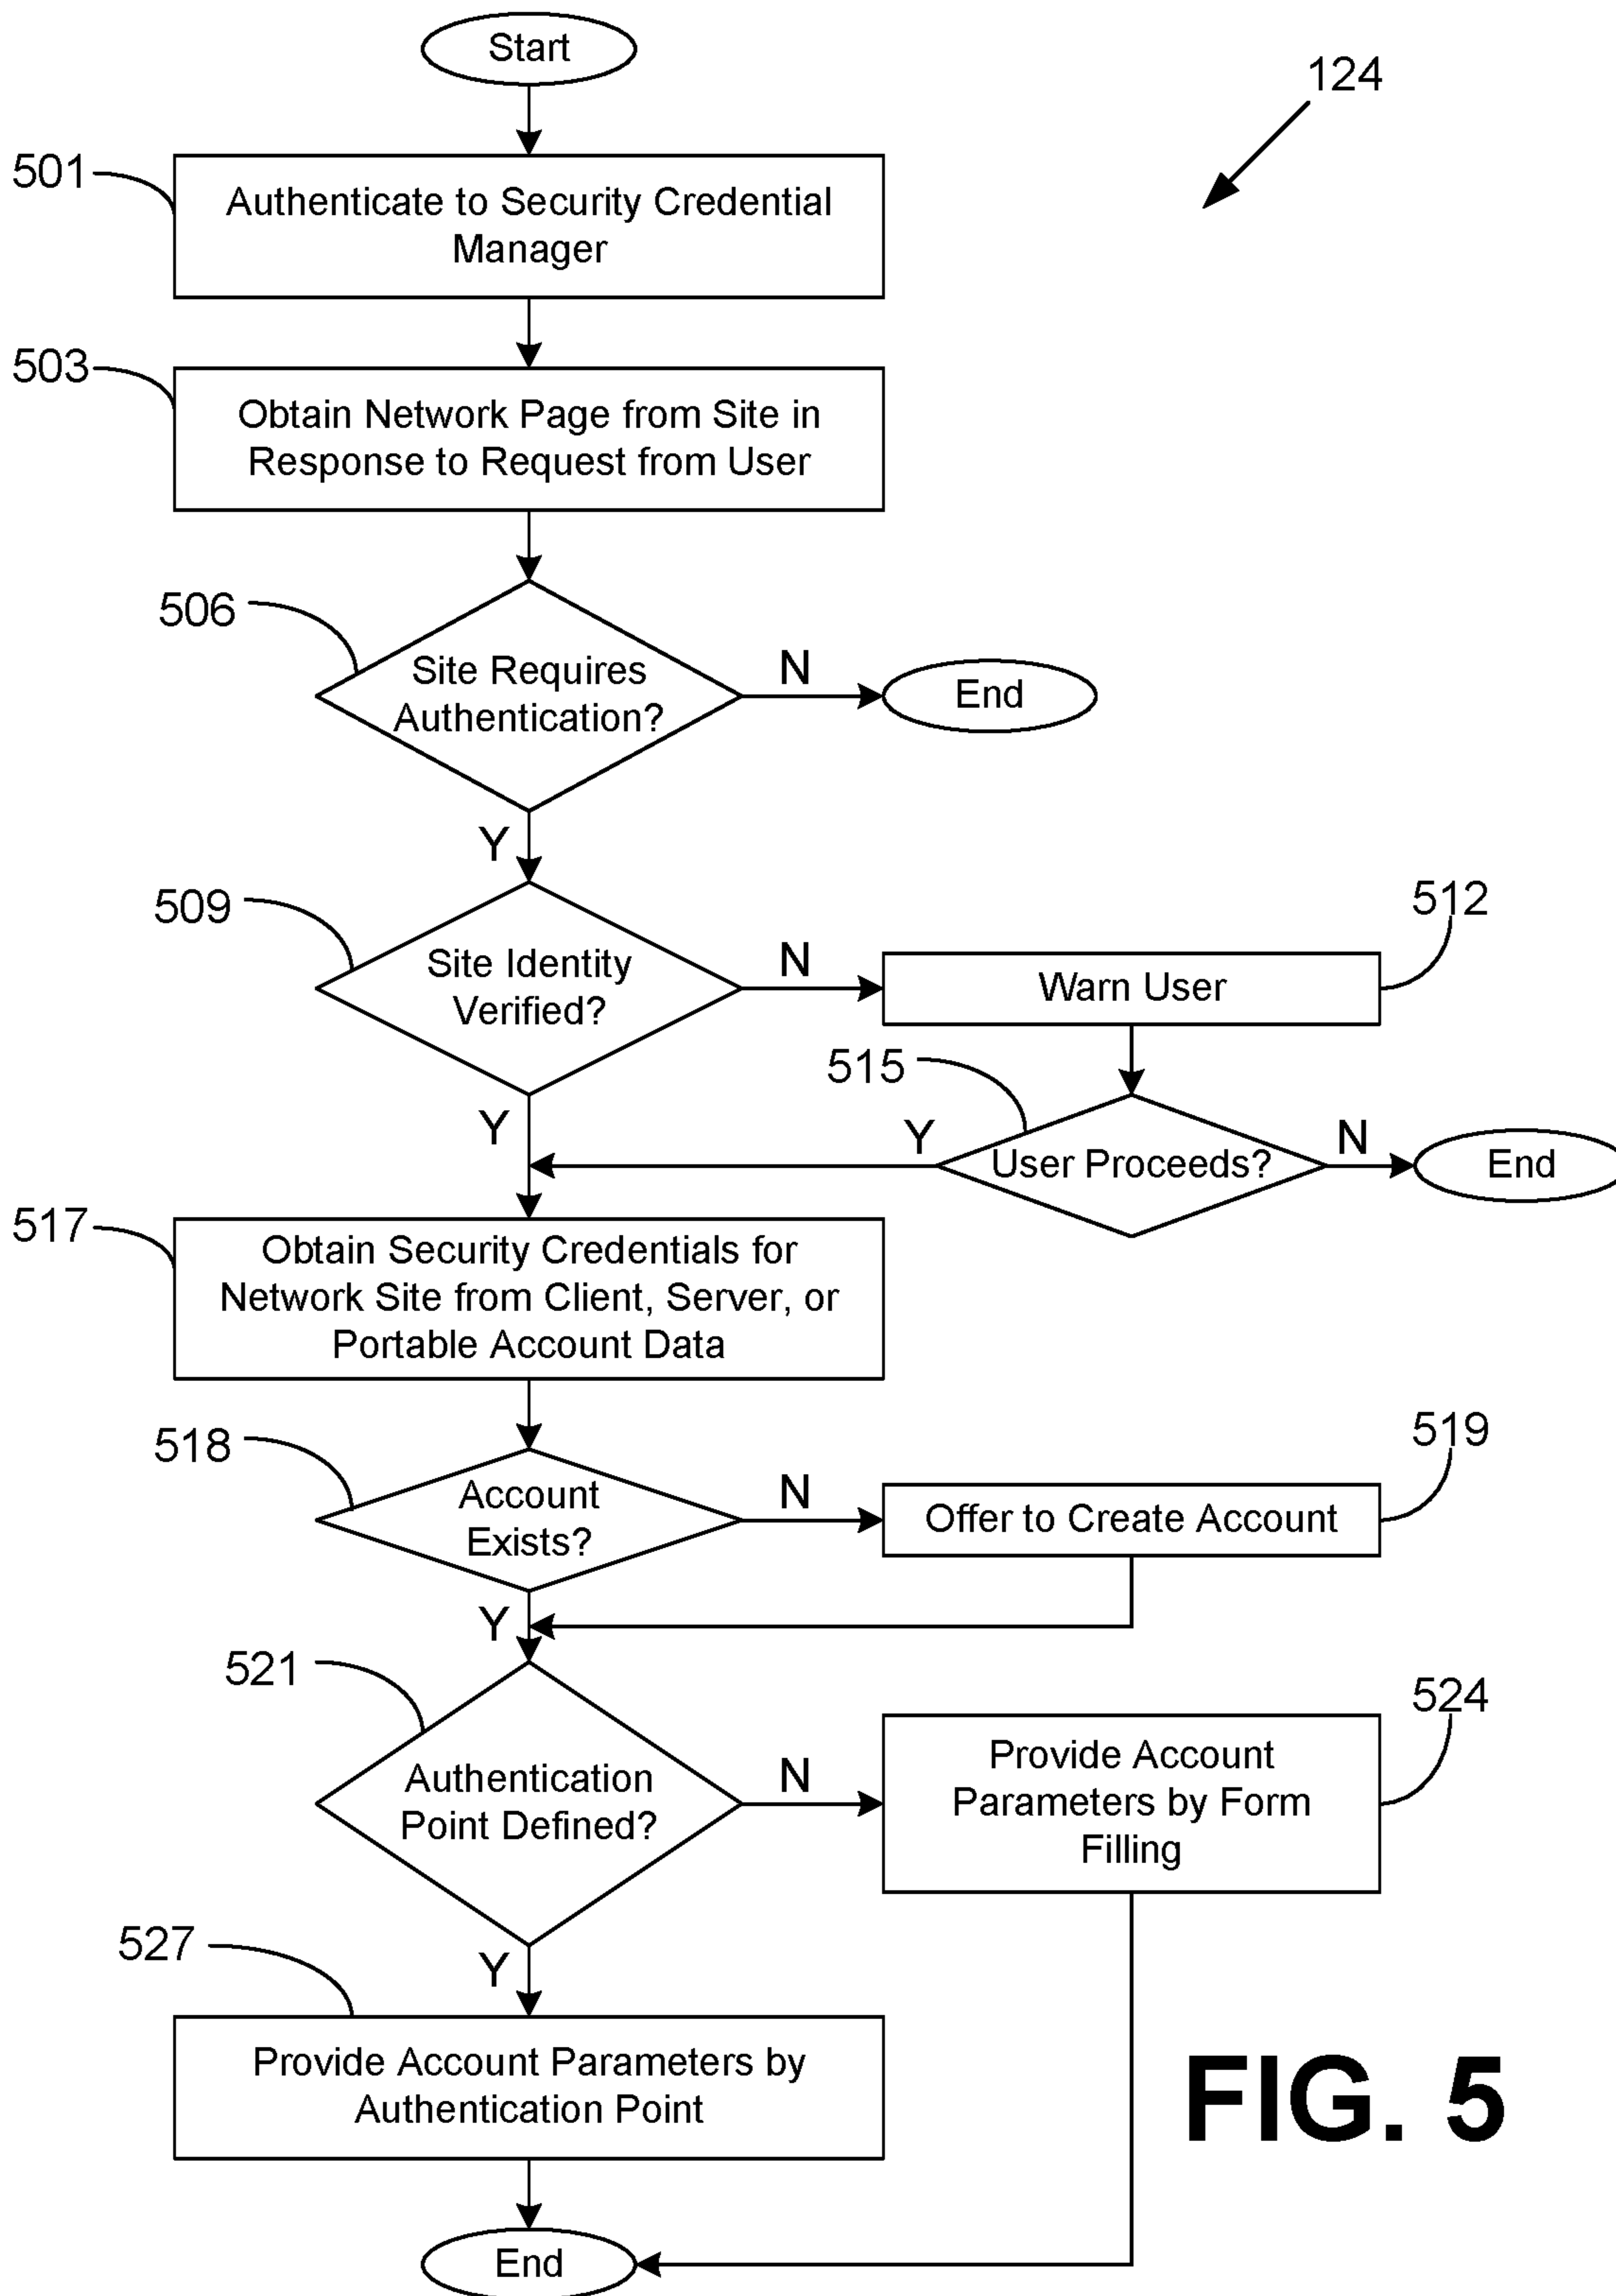 Start
124
501
Authenticate to Security Credential
Manager
503
Obtain Network Page from Site in
Response to Request from User
506
Site Requires
Authentication?
N
End
Y
509
Site Identity
Verified?
N
512
Warn User
515
Y
Y
User Proceeds?
N
End
517
Obtain Security Credentials for
Network Site from Client, Server, or
Portable Account Data
518
Account
Exists?
N
519
Offer to Create Account
Y
521
Authentication
Point Defined?
N
524
Provide Account
Parameters by Form
Filling
527
Y
Provide Account Parameters by
Authentication Point
End
FIG. 5